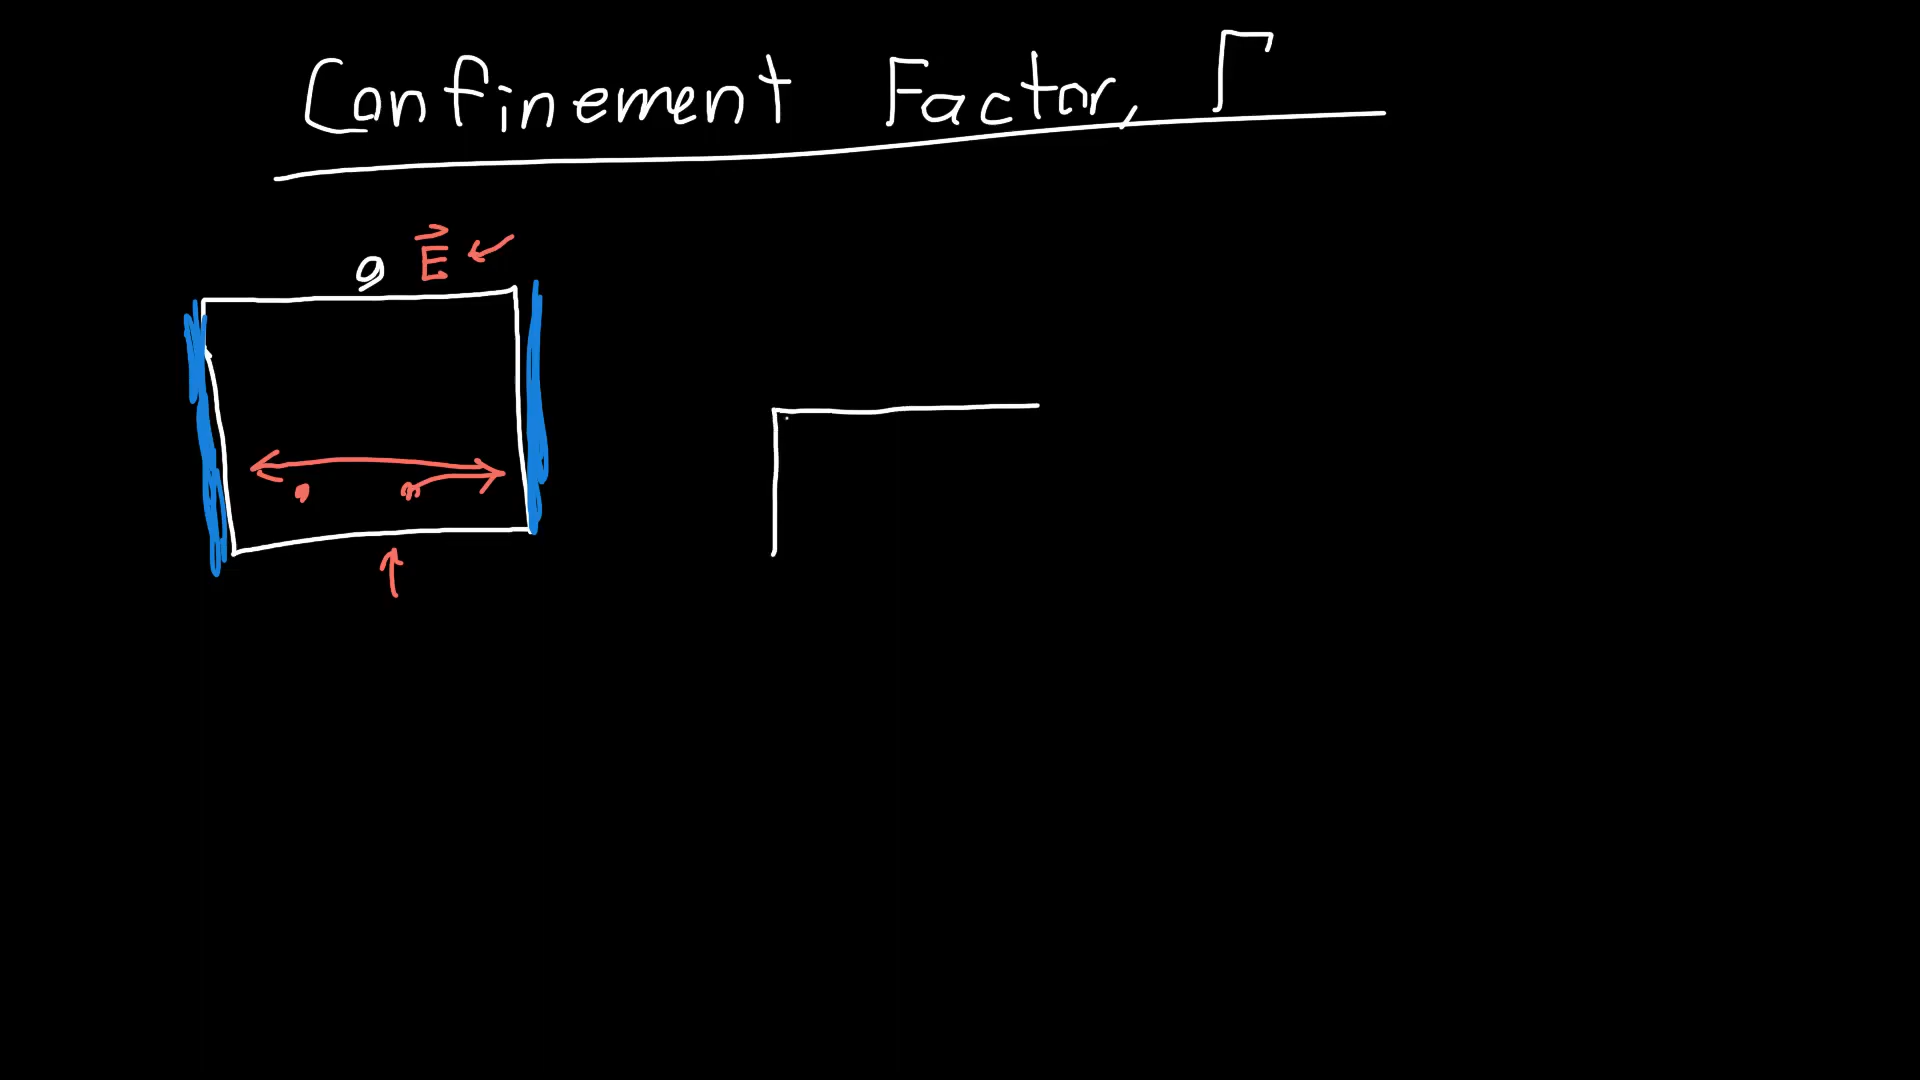 Confinement Factor, Γ
g E⃗